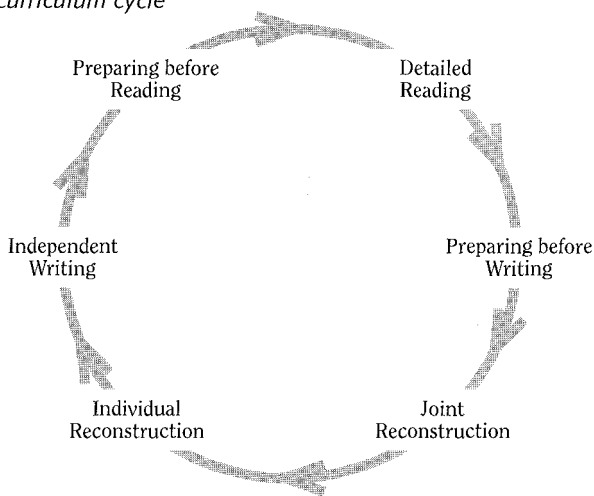 curriculum cycle
Preparing before
Reading
Detailed
Reading
Preparing before
Writing
Joint
Reconstruction
Individual
Reconstruction
Independent
Writing